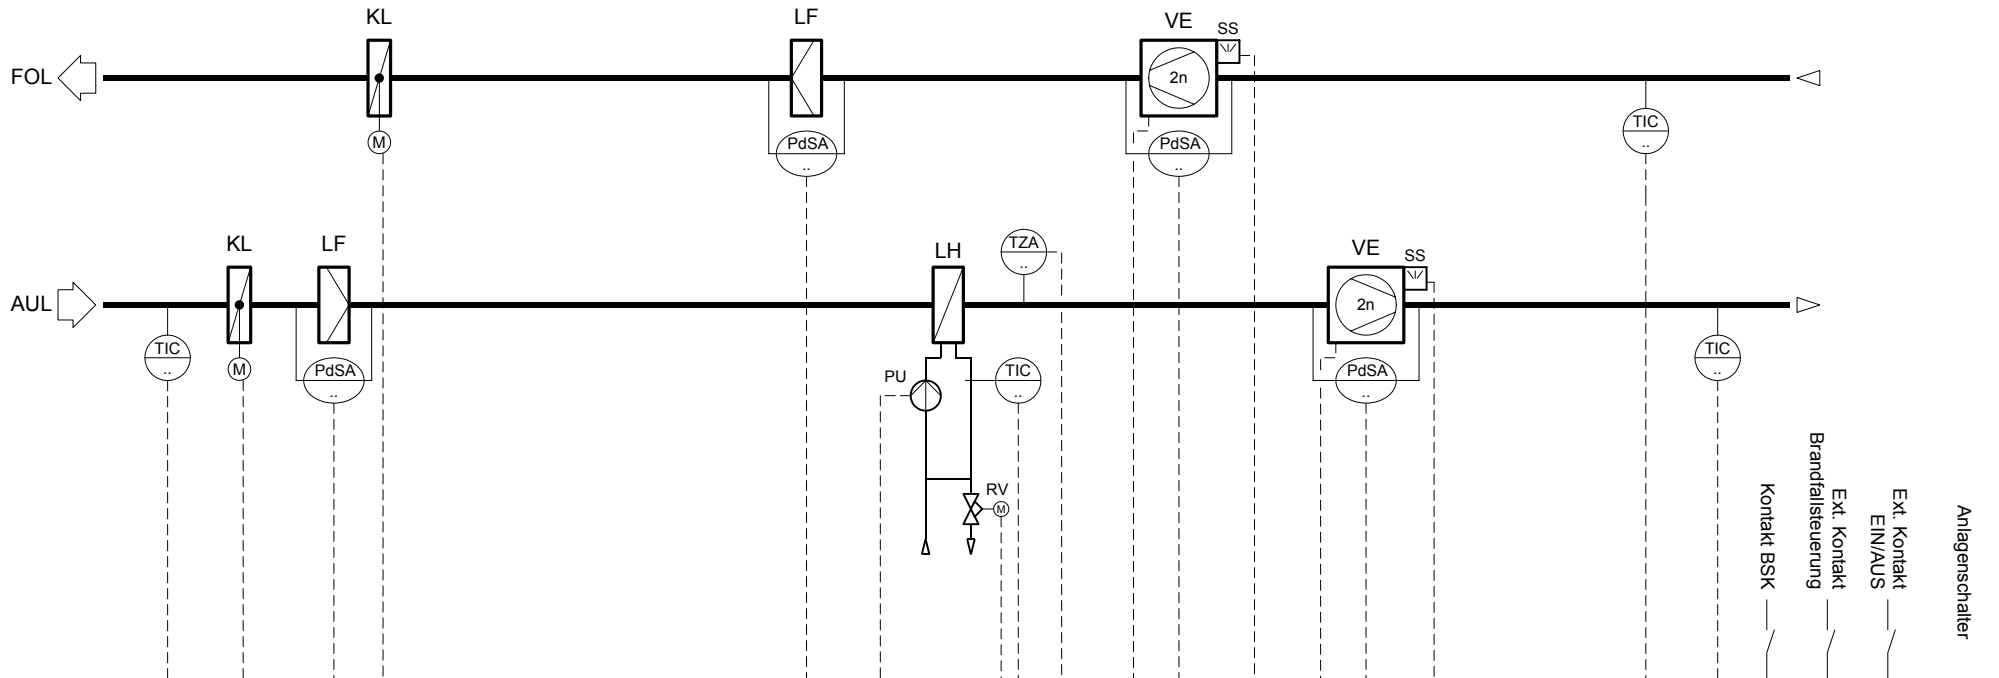 KL
LF
VE
SS
FOL
2n
M
PdSA
..
PdSA
..
TIC
..
KL
LF
LH
TZA
..
VE
SS
AUL
2n
TIC
..
M
PdSA
..
PU
TIC
..
PdSA
..
TIC
..
RV
M
Kontakt BSK
Ext. Kontakt
Brandfallsteuerung
Ext. Kontakt
EIN/AUS
Anlagenschalter